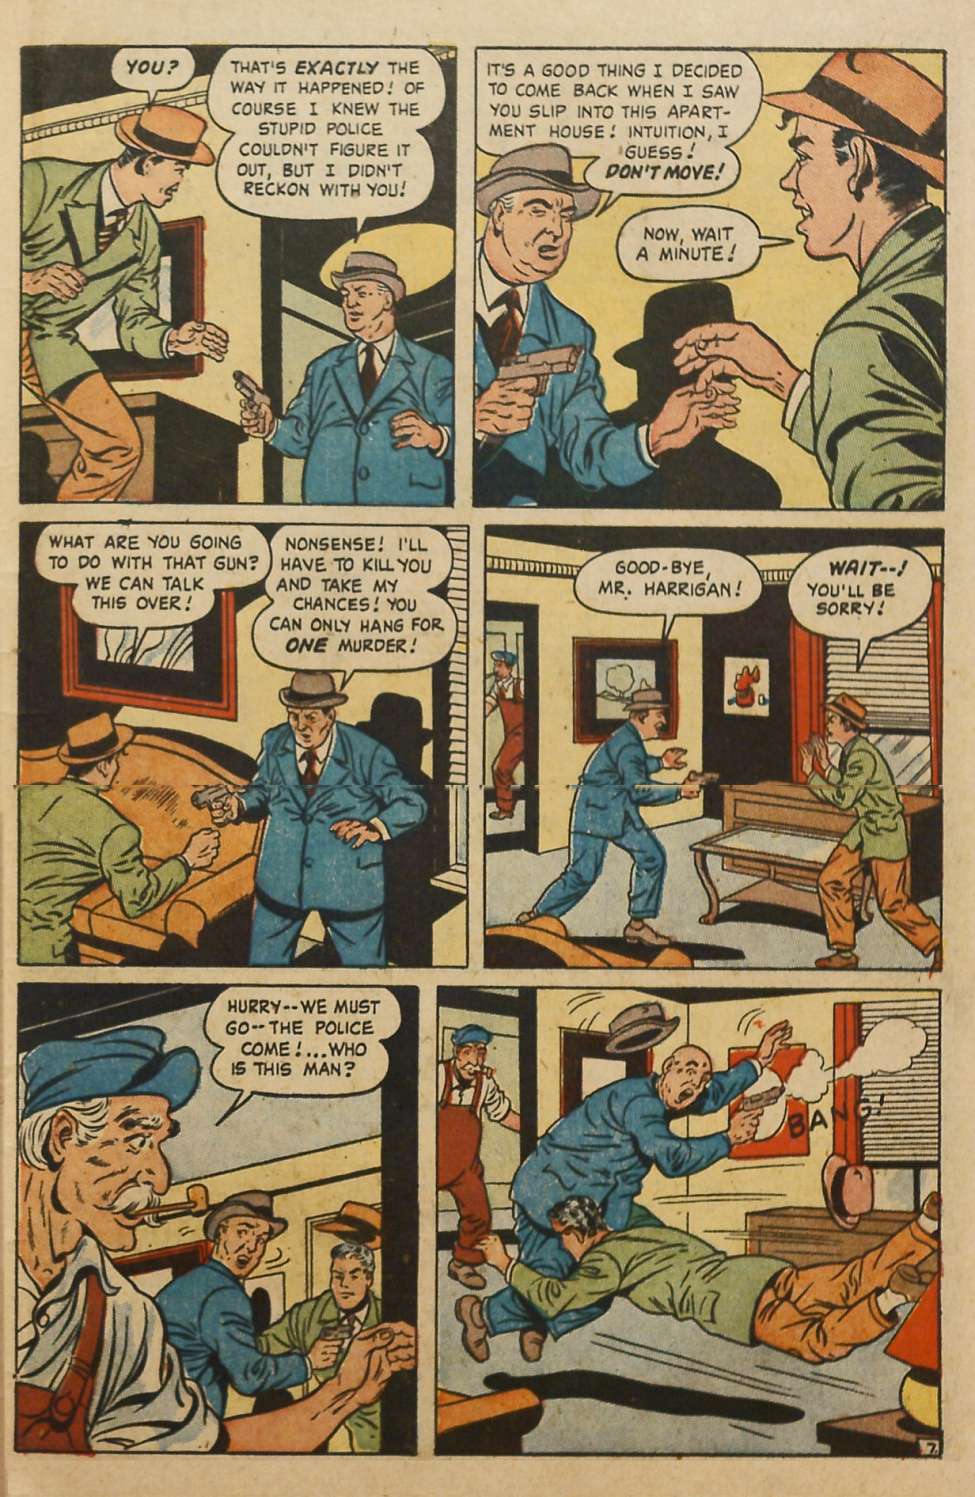 YOU?
THAT'S EXACTLY THE
WAY IT HAPPENED! OF
COURSE I KNEW THE
STUPID POLICE
COULDN'T FIGURE IT
OUT, BUT I DIDN'T
RECKON WITH YOU!
IT'S A GOOD THING I DECIDED
TO COME BACK WHEN I SAW
YOU SLIP INTO THIS APART-
MENT HOUSE! INTUITION, I
GUESS!
DON'T MOVE!
NOW, WAIT
A MINUTE!
WHAT ARE YOU GOING
TO DO WITH THAT GUN?
WE CAN TALK
THIS OVER!
NONSENSE! I'LL
HAVE TO KILL YOU
AND TAKE MY
CHANCES! YOU
CAN ONLY HANG FOR
ONE MURDER!
GOOD-BYE,
MR. HARRIGAN!
WAIT--!
YOU'LL BE
SORRY!
HURRY--WE MUST
GO--THE POLICE
COME!...WHO
IS THIS MAN?
BANG!
7.